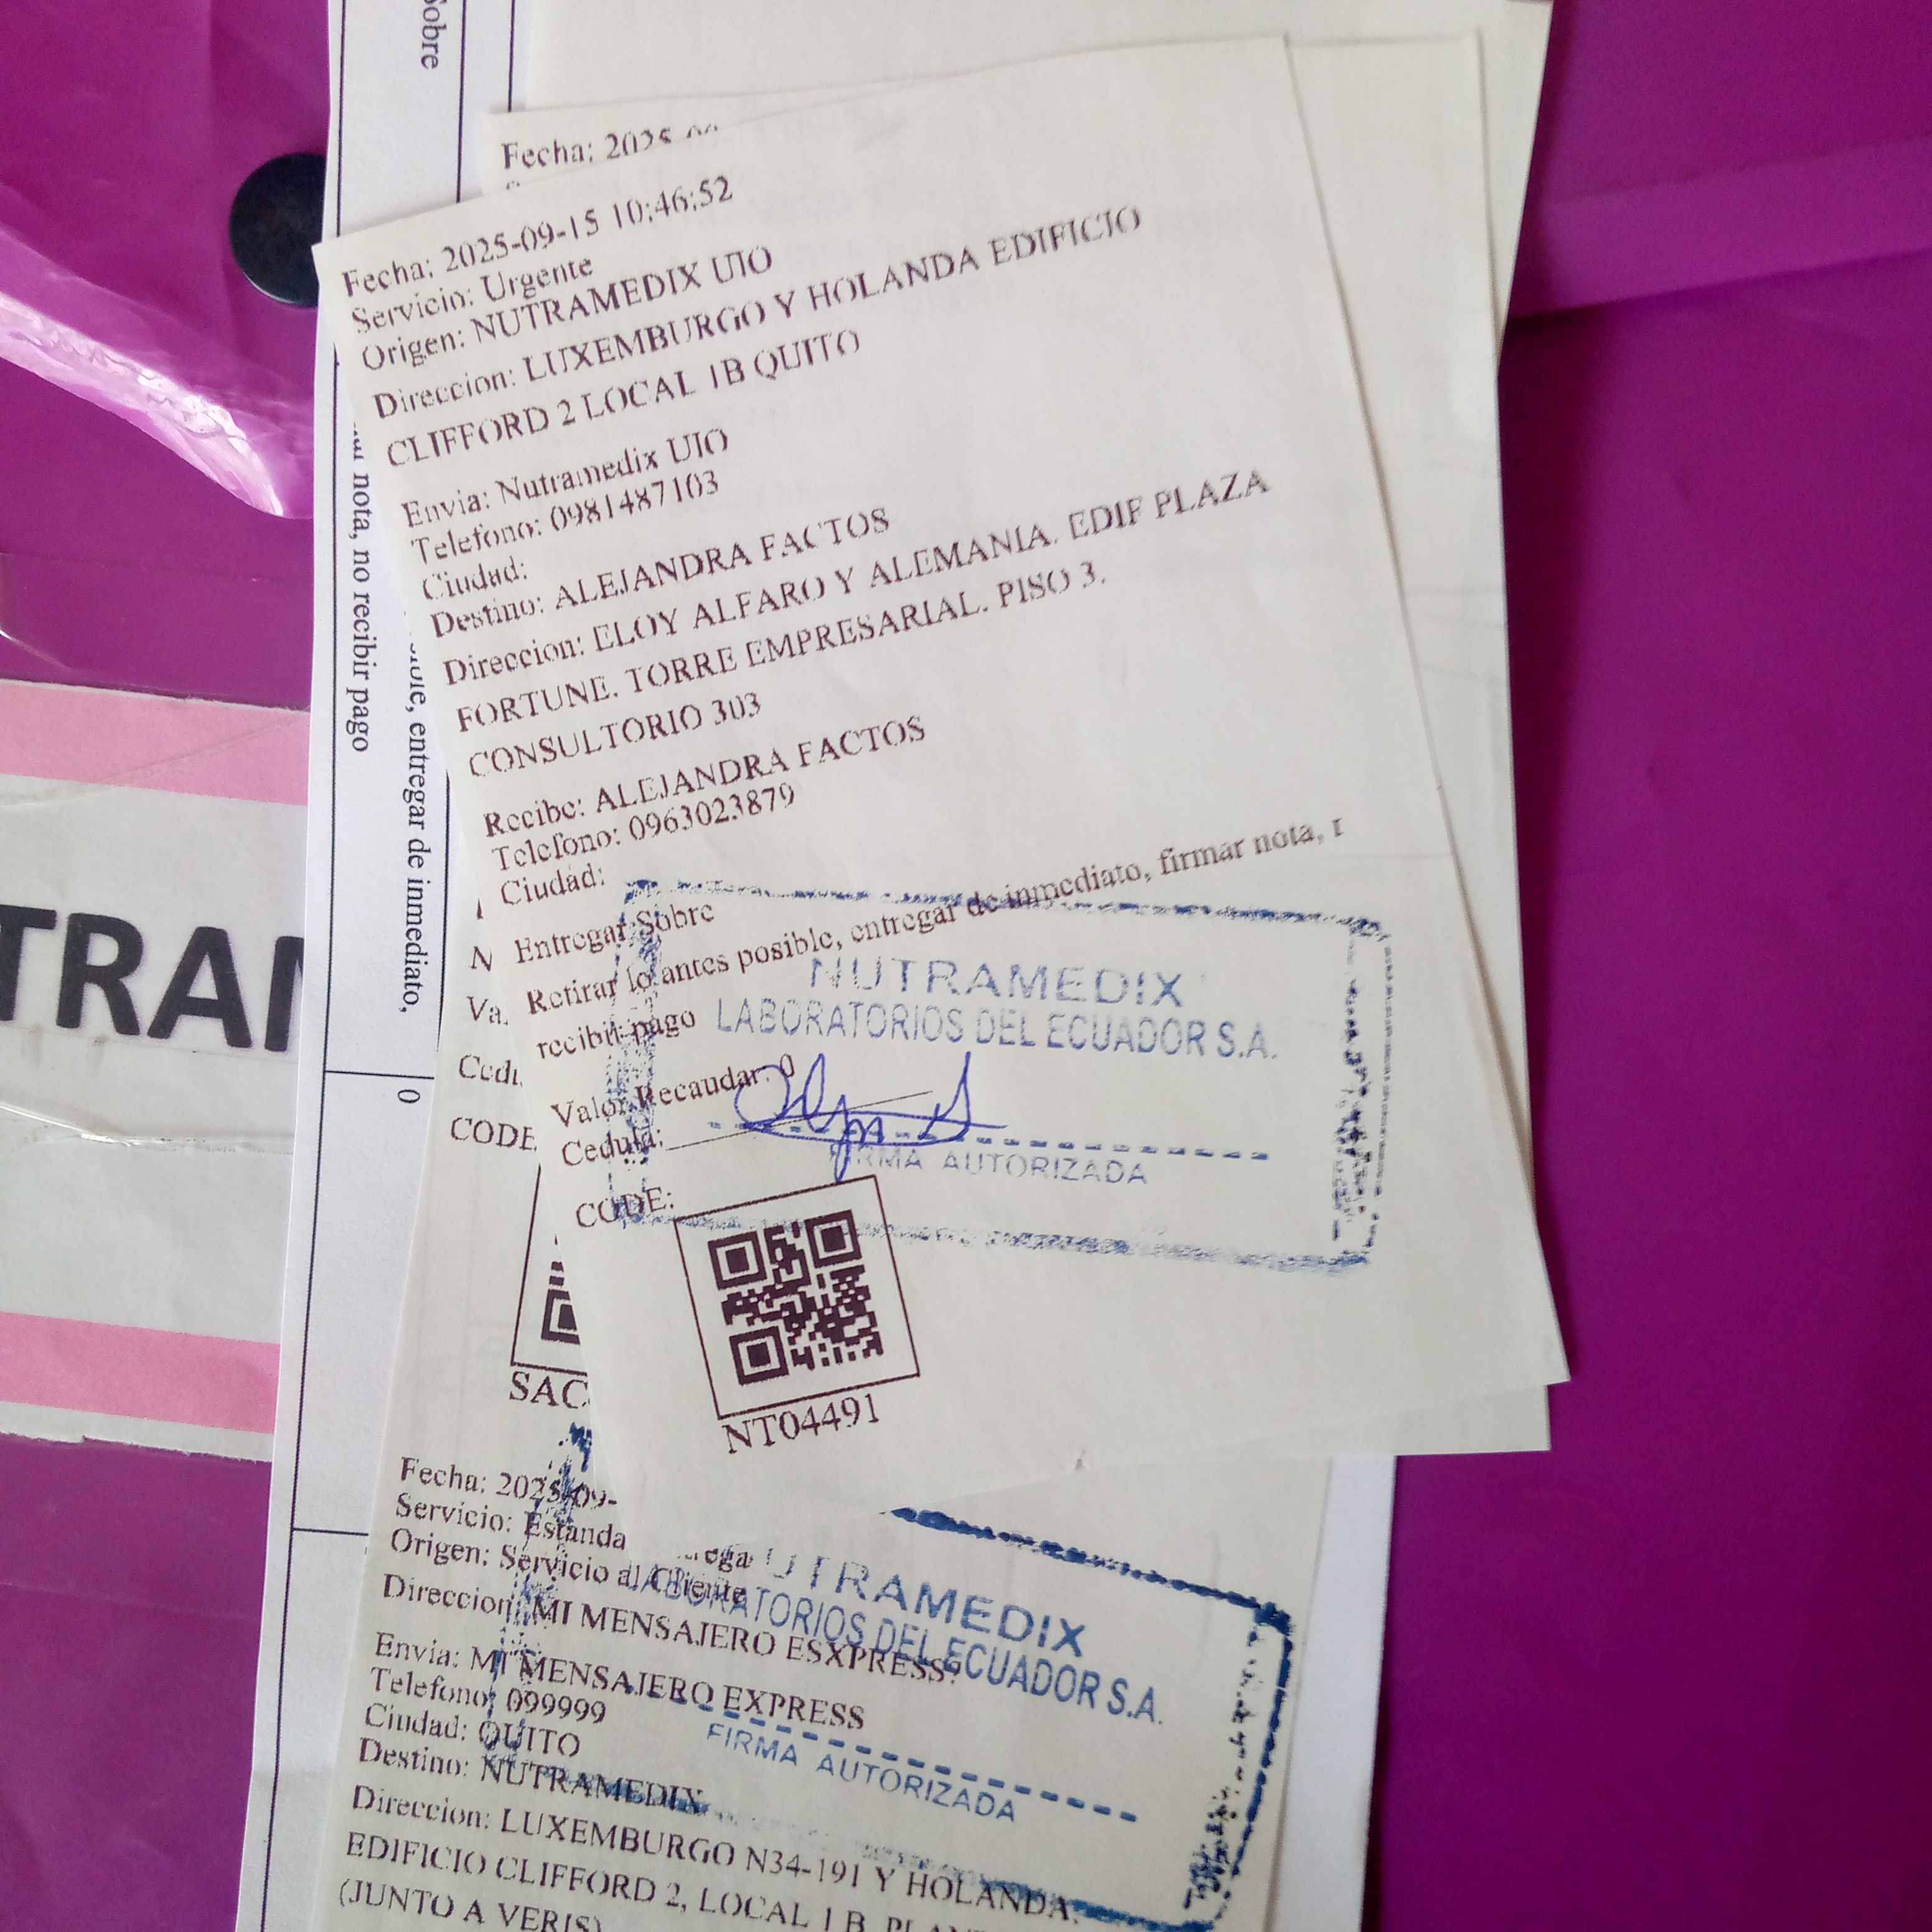 Sobre
nota, no recibir pago
entregar de inmediato,
0
TRAM
Fecha: 2025-09
Fecha: 2025-09-15 10:46:52
Servicio: Urgente
Origen: NUTRAMEDIX UIO
Direccion: LUXEMBURGO Y HOLANDA EDIFICIO
CLIFFORD 2 LOCAL 1B QUITO
Envia: Nutramedix UIO
Telefono: 0981487103
Ciudad:
Destino: ALEJANDRA FACTOS
Direccion: ELOY ALFARO Y ALEMANIA. EDIF PLAZA
FORTUNE. TORRE EMPRESARIAL. PISO 3.
CONSULTORIO 303
Recibe: ALEJANDRA FACTOS
Telefono: 0963023879
Ciudad:
Entregar Sobre
Retirar lo antes posible, entregar de inmediato, firmar nota,
recibir pago
Valor Recaudar: 0
Cedula:
CODE:
NT04491
NUTRAMEDIX
LABORATORIOS DEL ECUADOR S.A.
FIRMA AUTORIZADA
Va
Cedu
CODE
SAC
Fecha: 2025-09-
Servicio: Estanda
Origen: Servicio al Cliente
Direccion: MI MENSAJERO ESXPRESS?
Envia: MI MENSAJERO EXPRESS
Telefono: 099999
Ciudad: QUITO
Destino: NUTRAMEDIX
Direccion: LUXEMBURGO N34-191 Y HOLANDA.
EDIFICIO CLIFFORD 2, LOCAL 1 B,
(JUNTO A VERIS)
UTRAMEDIX
LABORATORIOS DEL ECUADOR S.A.
FIRMA AUTORIZADA